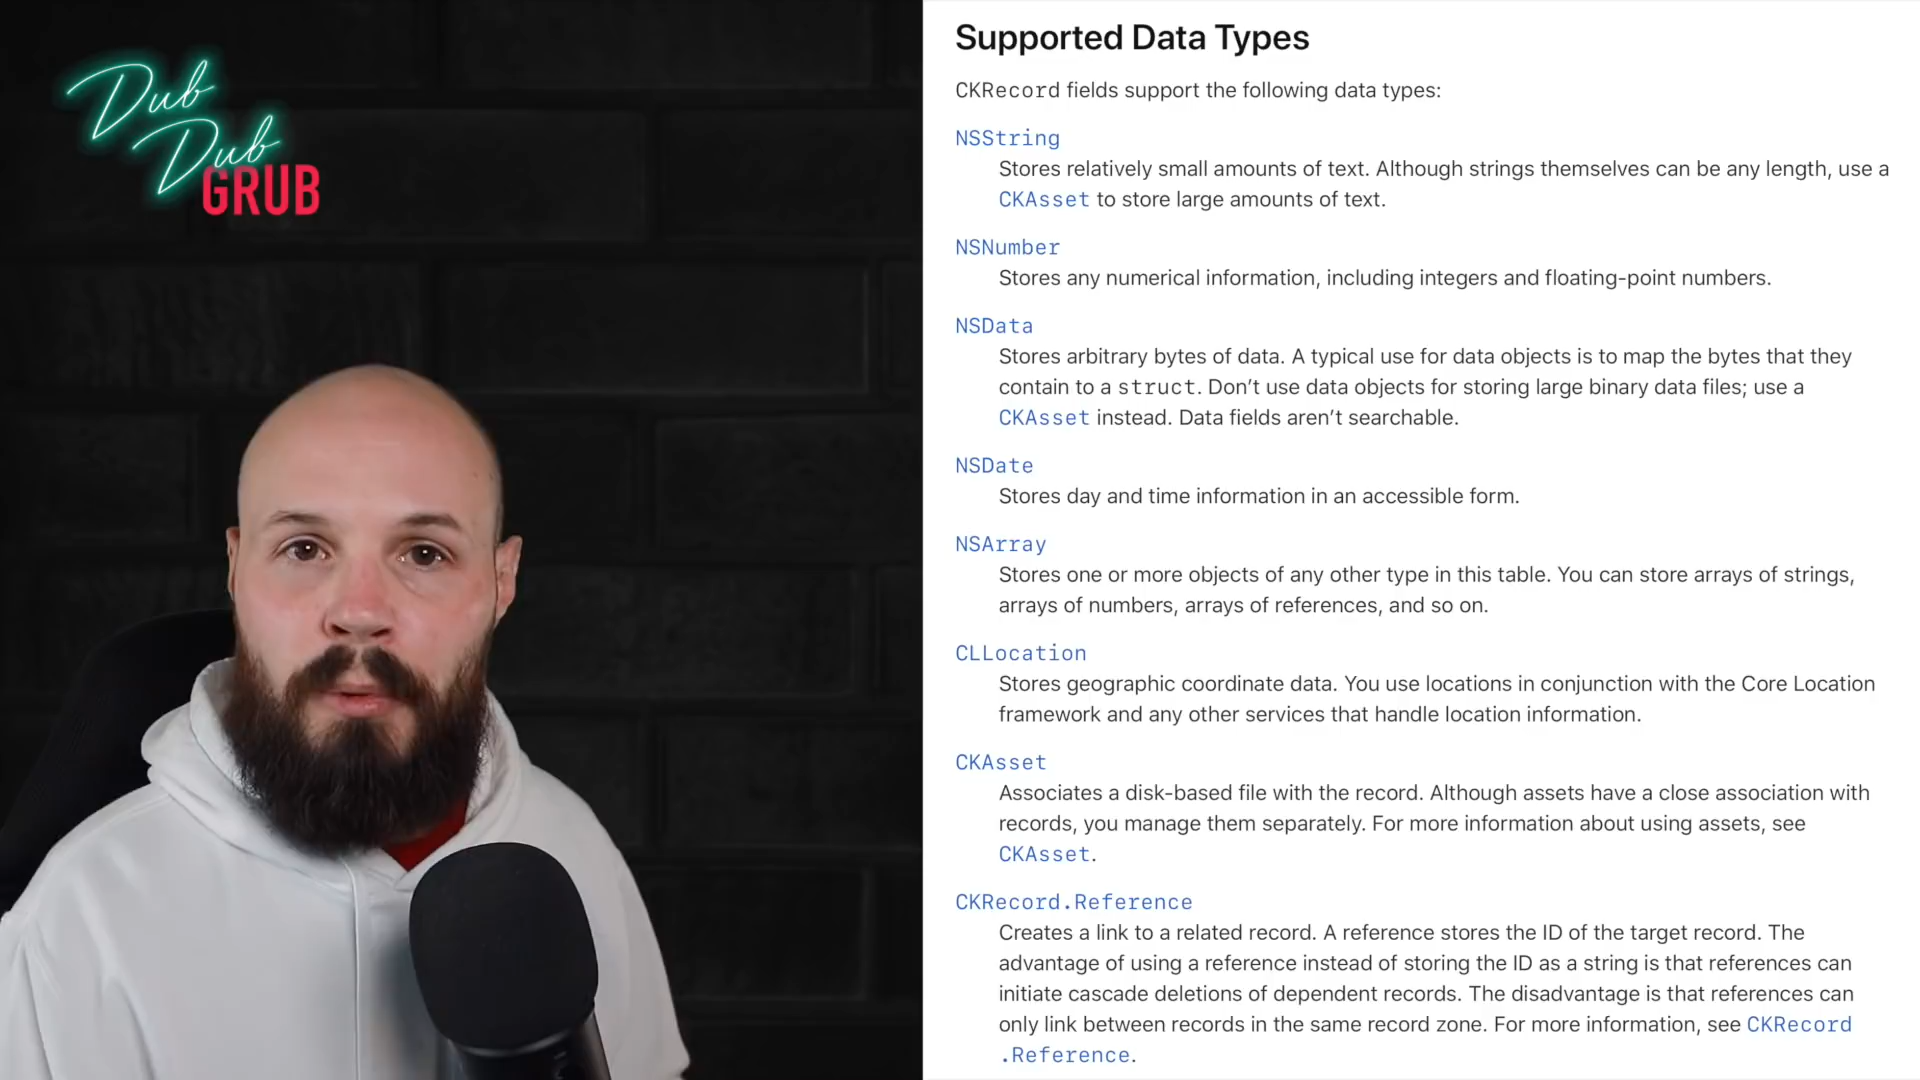 Dub
Dub
GRUB
Supported Data Types
CKRecord fields support the following data types:
NSString
Stores relatively small amounts of text. Although strings themselves can be any length, use a
CKAsset to store large amounts of text.
NSNumber
Stores any numerical information, including integers and floating-point numbers.
NSData
Stores arbitrary bytes of data. A typical use for data objects is to map the bytes that they
contain to a struct. Don’t use data objects for storing large binary data files; use a
CKAsset instead. Data fields aren’t searchable.
NSDate
Stores day and time information in an accessible form.
NSArray
Stores one or more objects of any other type in this table. You can store arrays of strings,
arrays of numbers, arrays of references, and so on.
CLLocation
Stores geographic coordinate data. You use locations in conjunction with the Core Location
framework and any other services that handle location information.
CKAsset
Associates a disk-based file with the record. Although assets have a close association with
records, you manage them separately. For more information about using assets, see
CKAsset.
CKRecord.Reference
Creates a link to a related record. A reference stores the ID of the target record. The
advantage of using a reference instead of storing the ID as a string is that references can
initiate cascade deletions of dependent records. The disadvantage is that references can
only link between records in the same record zone. For more information, see CKRecord
.Reference.